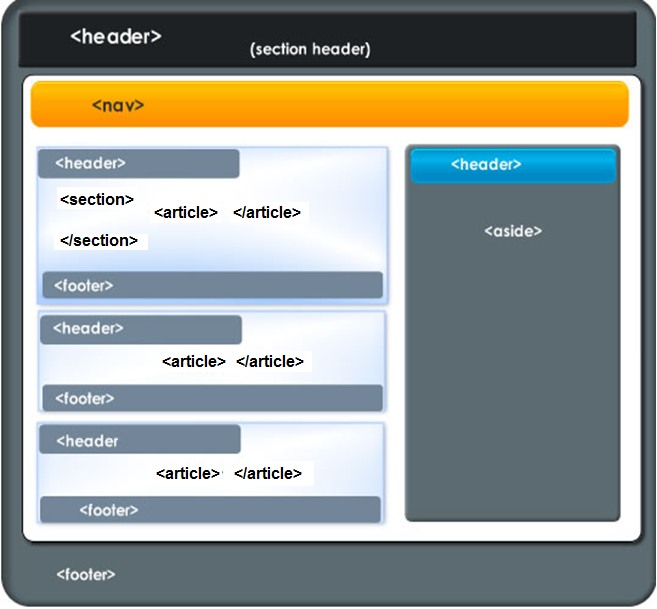 <header>
(section header)
<nav>
<header>
<section>
<article> </article>
</section>
<footer>
<header>
<article> </article>
<footer>
<header
<article> </article>
<footer>
<header>
<aside>
<footer>